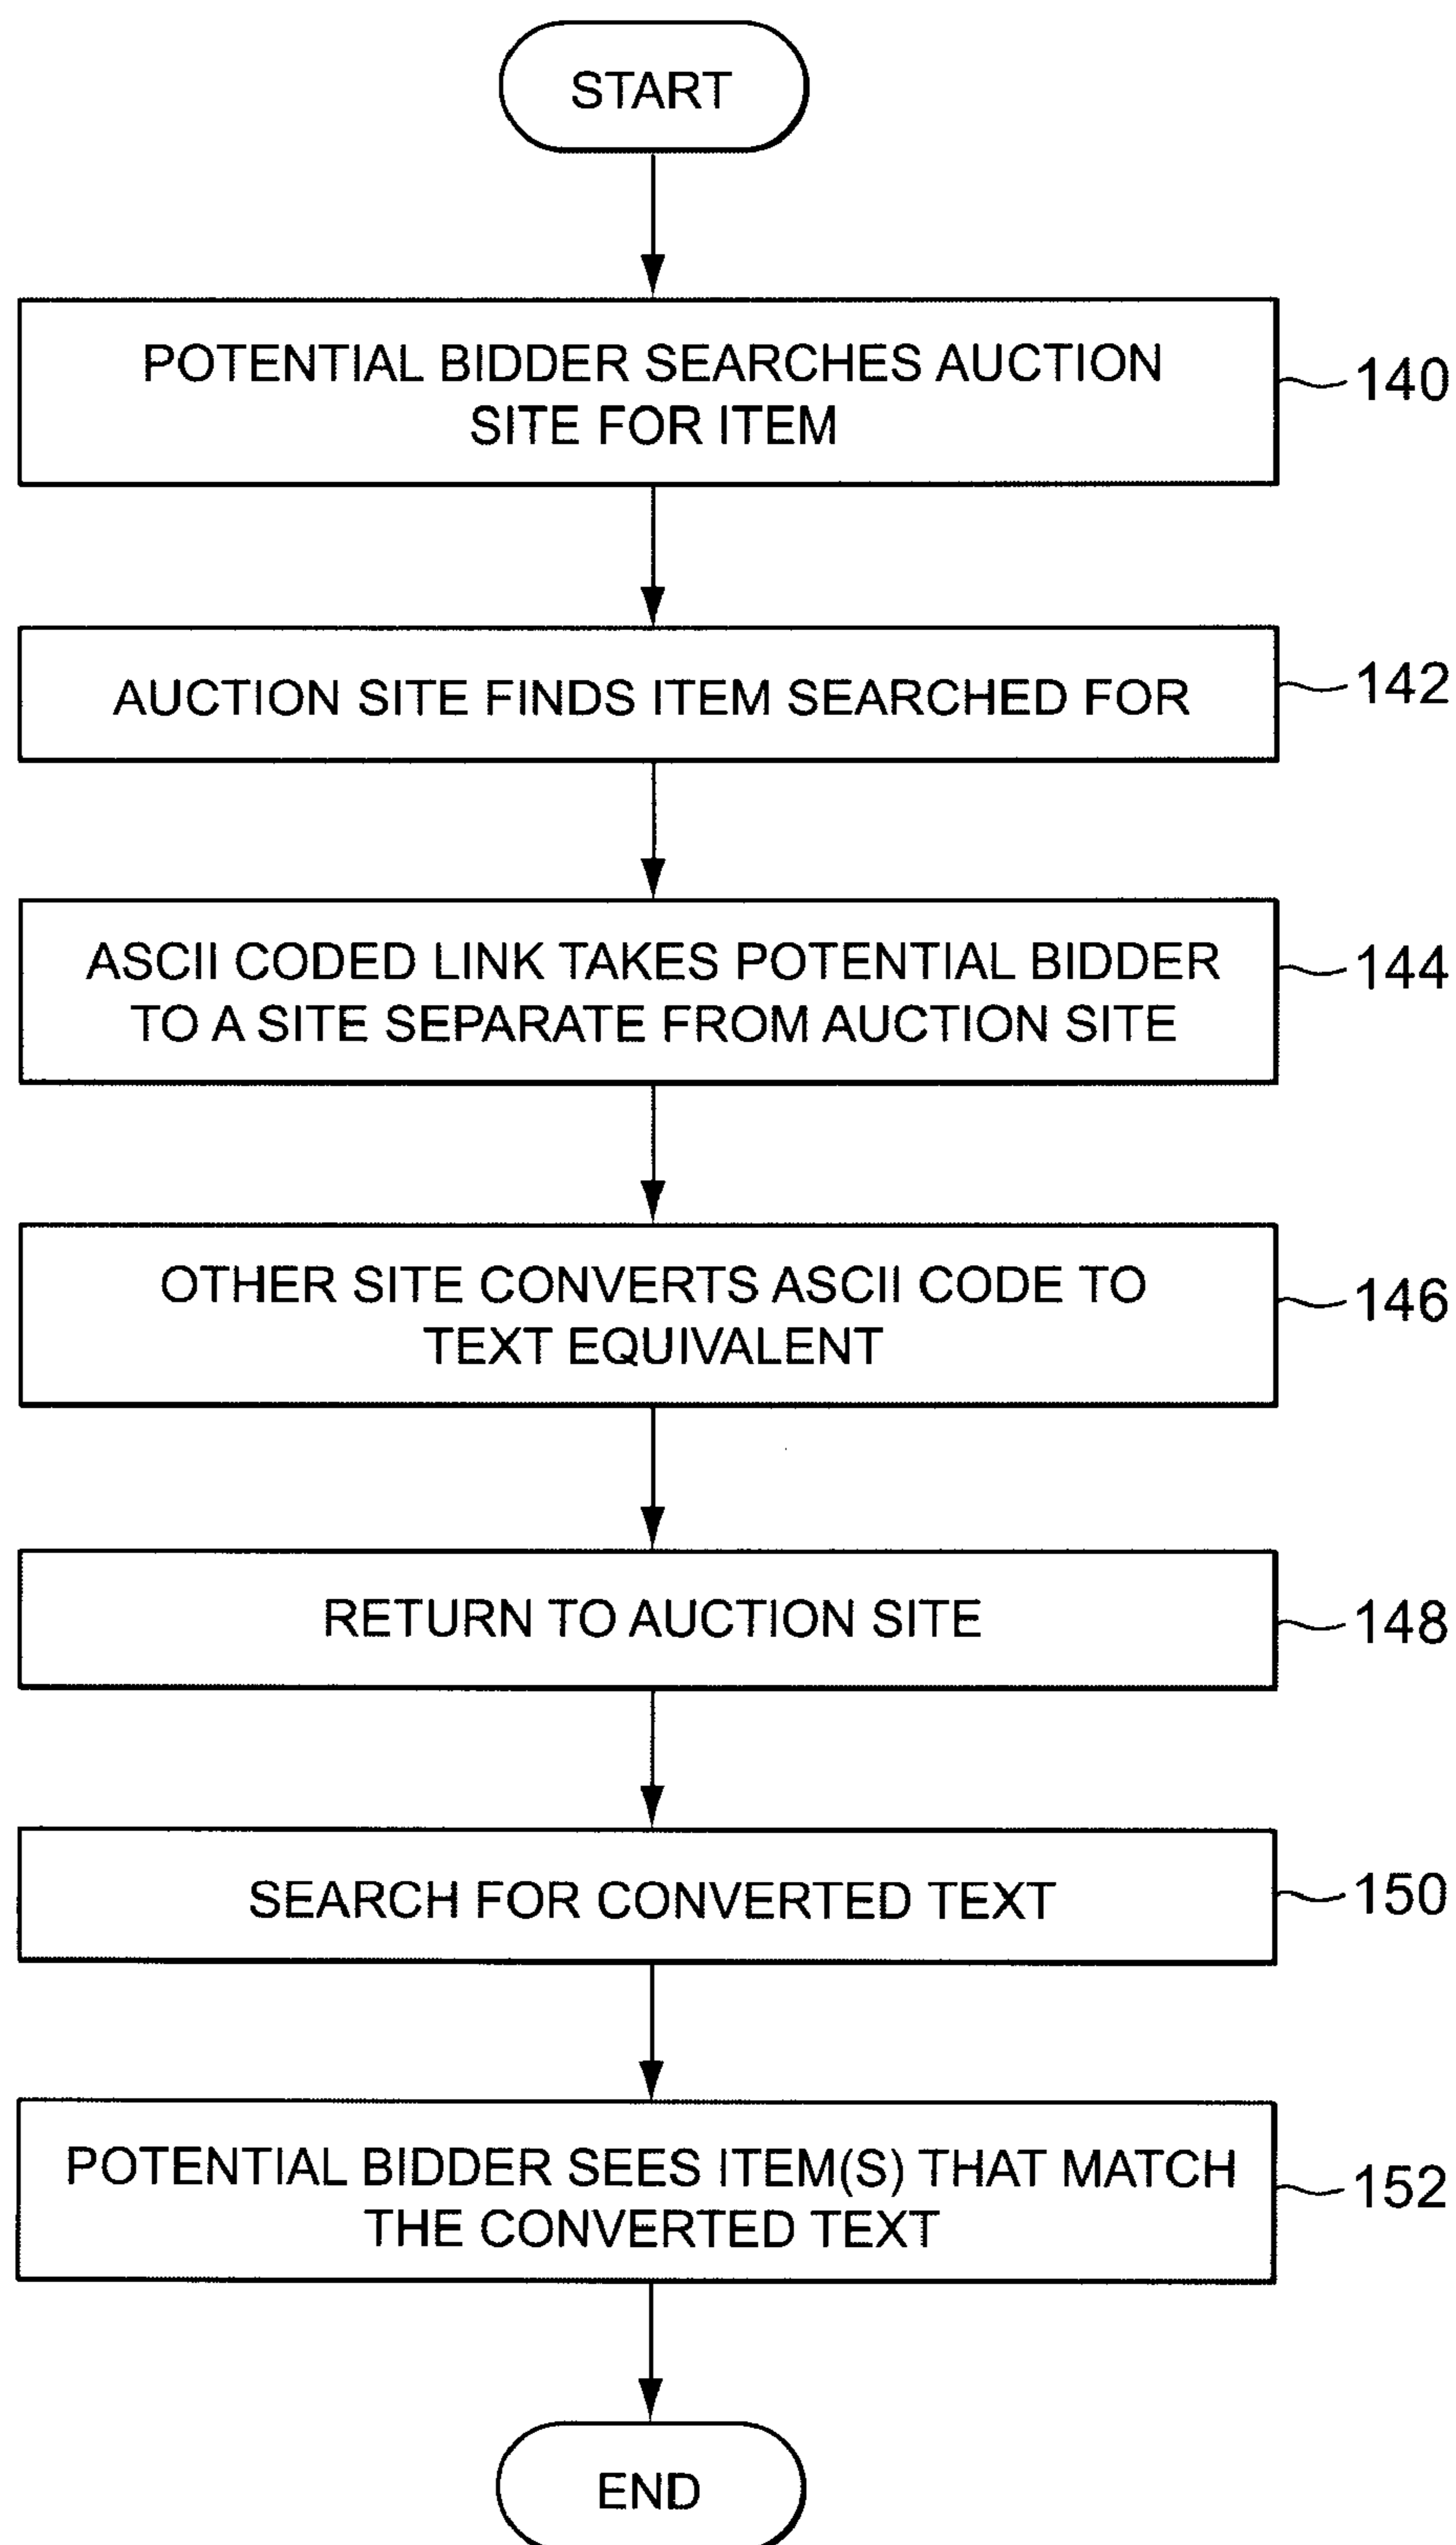 START
POTENTIAL BIDDER SEARCHES AUCTION
SITE FOR ITEM
140
AUCTION SITE FINDS ITEM SEARCHED FOR
142
ASCII CODED LINK TAKES POTENTIAL BIDDER
TO A SITE SEPARATE FROM AUCTION SITE
144
OTHER SITE CONVERTS ASCII CODE TO
TEXT EQUIVALENT
146
RETURN TO AUCTION SITE
148
SEARCH FOR CONVERTED TEXT
150
POTENTIAL BIDDER SEES ITEM(S) THAT MATCH
THE CONVERTED TEXT
152
END